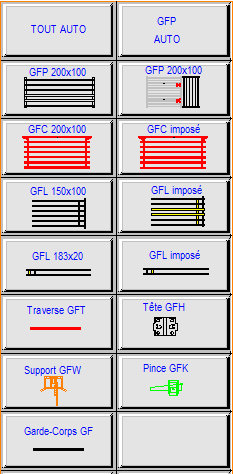 TOUT AUTO
GFP
AUTO
GFP 200x100
GFP 200x100
GFC 200x100
GFC imposé
GFL 150x100
GFL imposé
GFL 183x20
GFL imposé
Traverse GFT
Tête GFH
Support GFW
Pince GFK
Garde-Corps GF